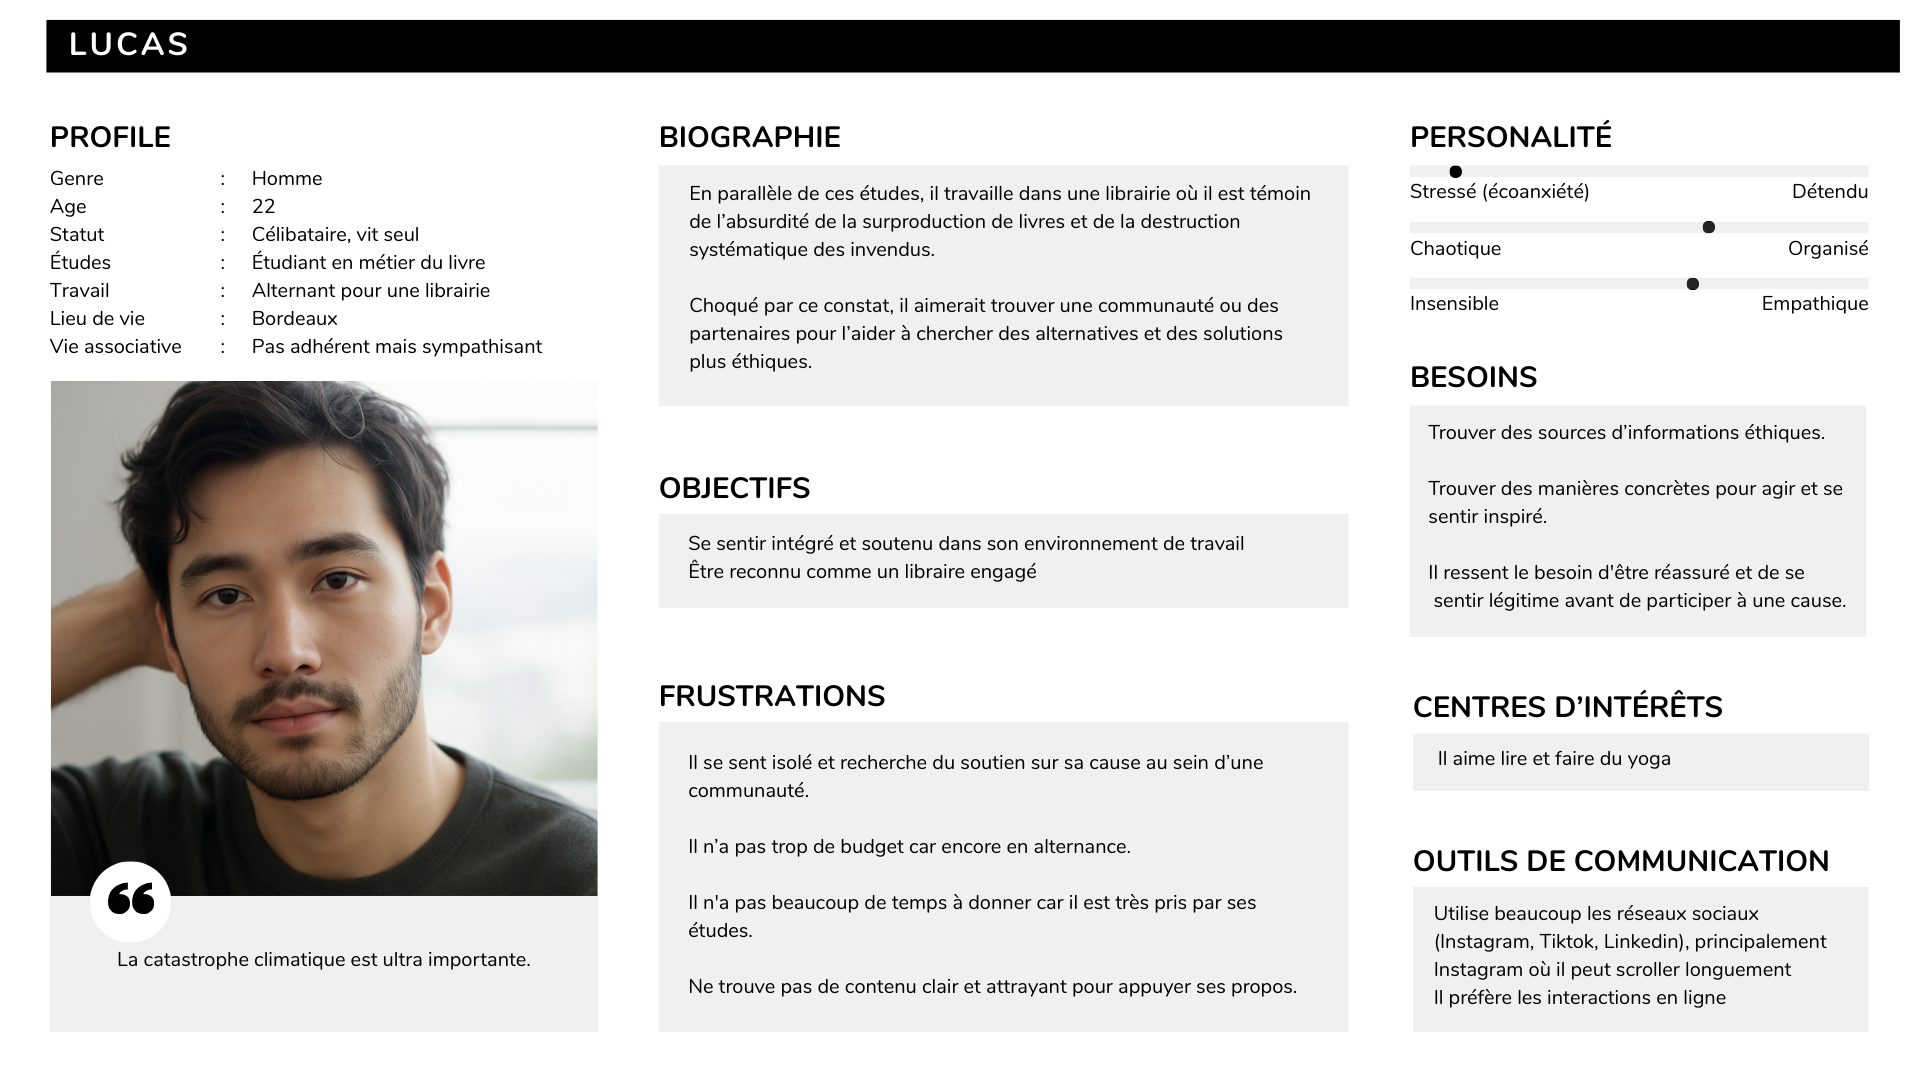 LUCAS
PROFILE
Genre : Homme
Age : 22
Statut : Célibataire, vit seul
Études : Étudiant en métier du livre
Travail : Alternant pour une librairie
Lieu de vie : Bordeaux
Vie associative : Pas adhérent mais sympathisant
“
La catastrophe climatique est ultra importante.
BIOGRAPHIE
En parallèle de ces études, il travaille dans une librairie où il est témoin
de l’absurdité de la surproduction de livres et de la destruction
systématique des invendus.
Choqué par ce constat, il aimerait trouver une communauté ou des
partenaires pour l’aider à chercher des alternatives et des solutions
plus éthiques.
OBJECTIFS
Se sentir intégré et soutenu dans son environnement de travail
Être reconnu comme un libraire engagé
FRUSTRATIONS
Il se sent isolé et recherche du soutien sur sa cause au sein d’une
communauté.
Il n’a pas trop de budget car encore en alternance.
Il n'a pas beaucoup de temps à donner car il est très pris par ses
études.
Ne trouve pas de contenu clair et attrayant pour appuyer ses propos.
PERSONALITÉ
Stressé (écoanxiété) Détendu
Chaotique Organisé
Insensible Empathique
BESOINS
Trouver des sources d’informations éthiques.
Trouver des manières concrètes pour agir et se
sentir inspiré.
Il ressent le besoin d'être réassuré et de se
sentir légitime avant de participer à une cause.
CENTRES D’INTÉRÊTS
Il aime lire et faire du yoga
OUTILS DE COMMUNICATION
Utilise beaucoup les réseaux sociaux
(Instagram, Tiktok, Linkedin), principalement
Instagram où il peut scroller longuement
Il préfère les interactions en ligne